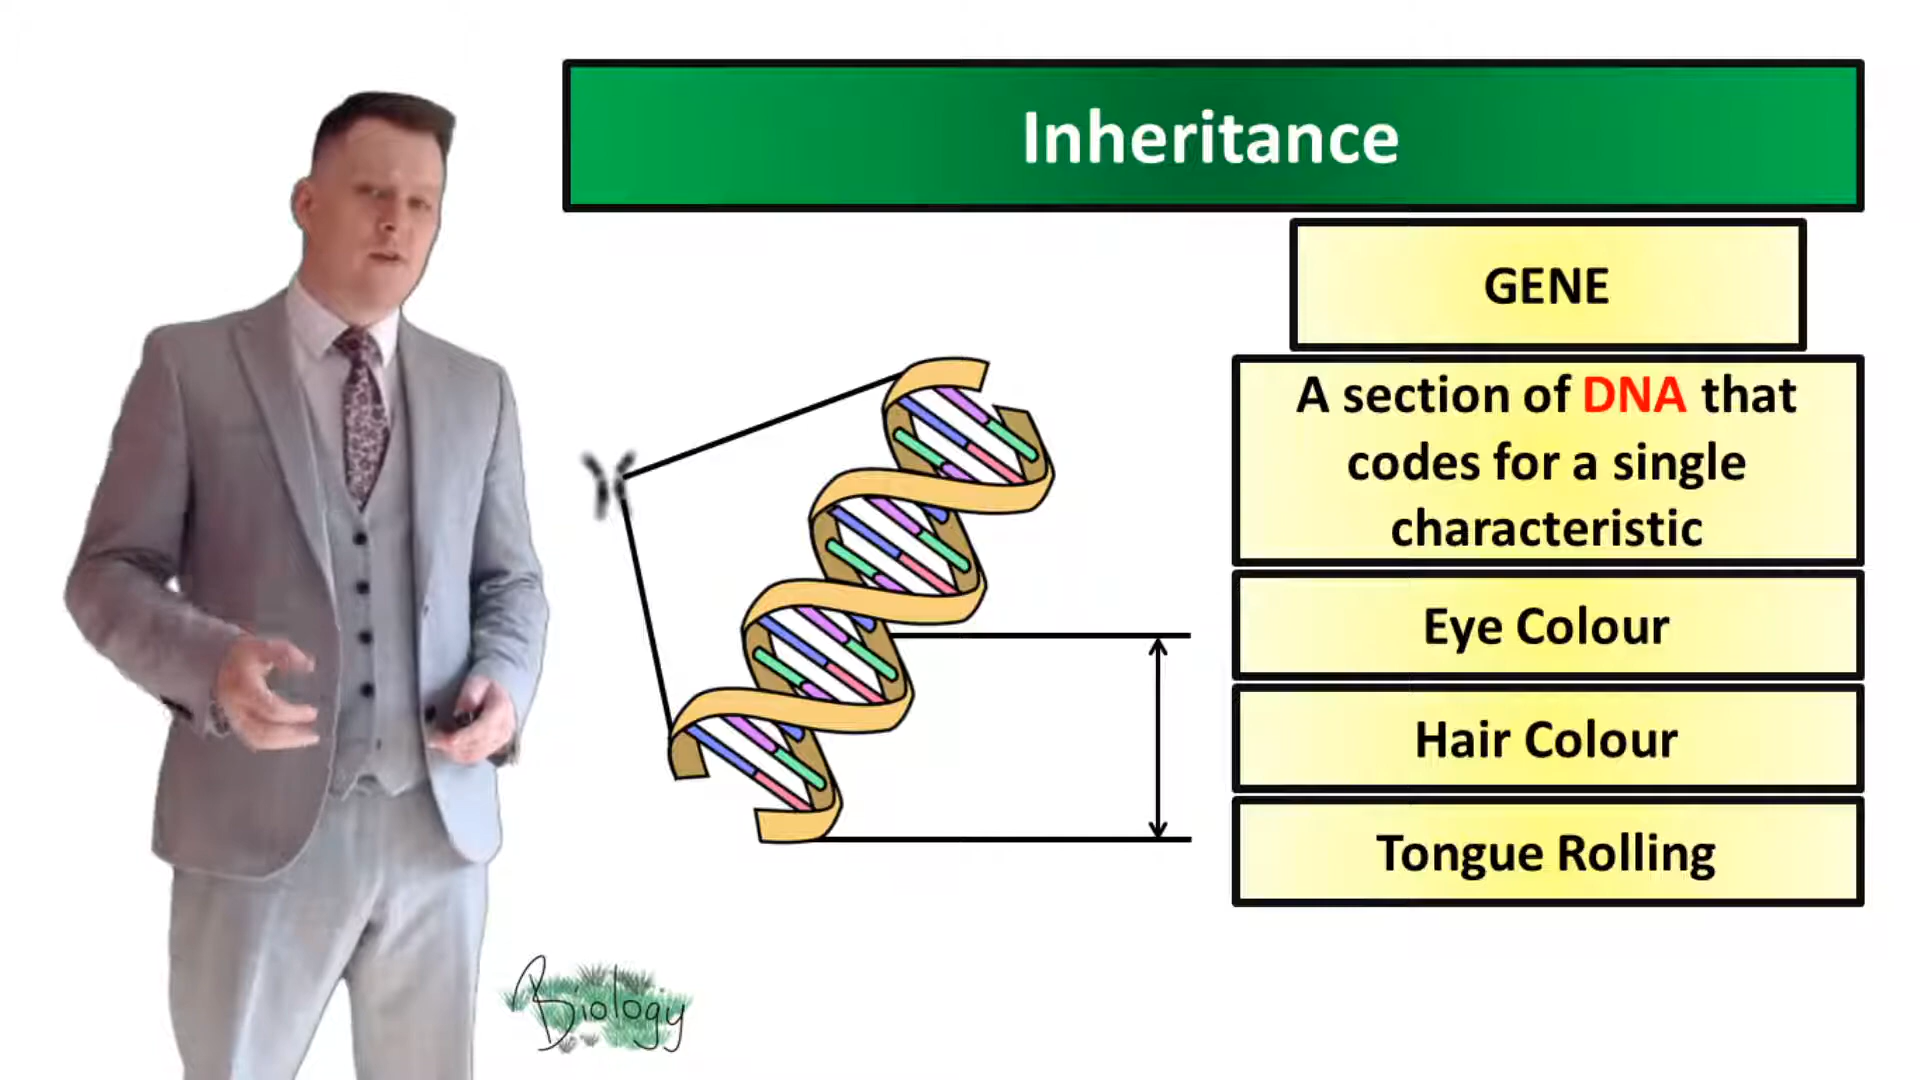 Inheritance
GENE
A section of DNA that
codes for a single
characteristic
Eye Colour
Hair Colour
Tongue Rolling
Biology